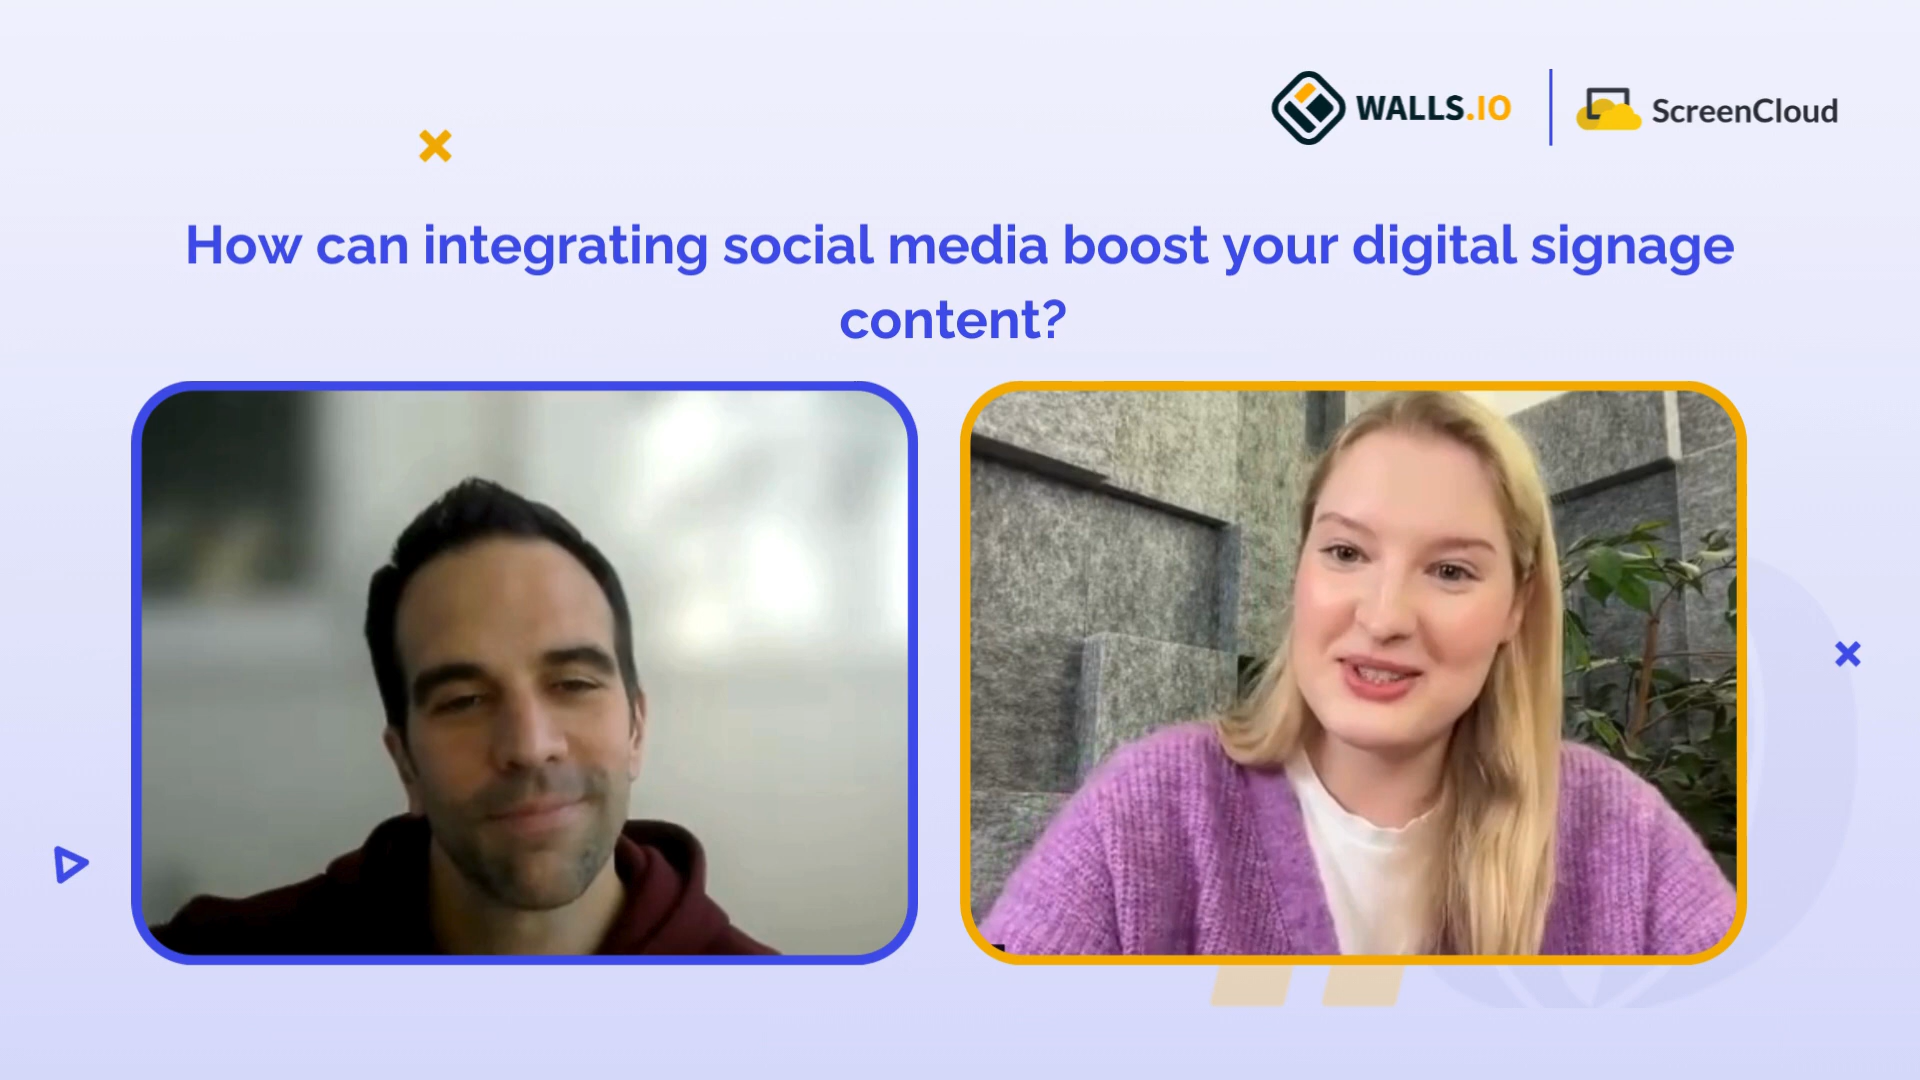 WALLS.IO
ScreenCloud
How can integrating social media boost your digital signage
content?